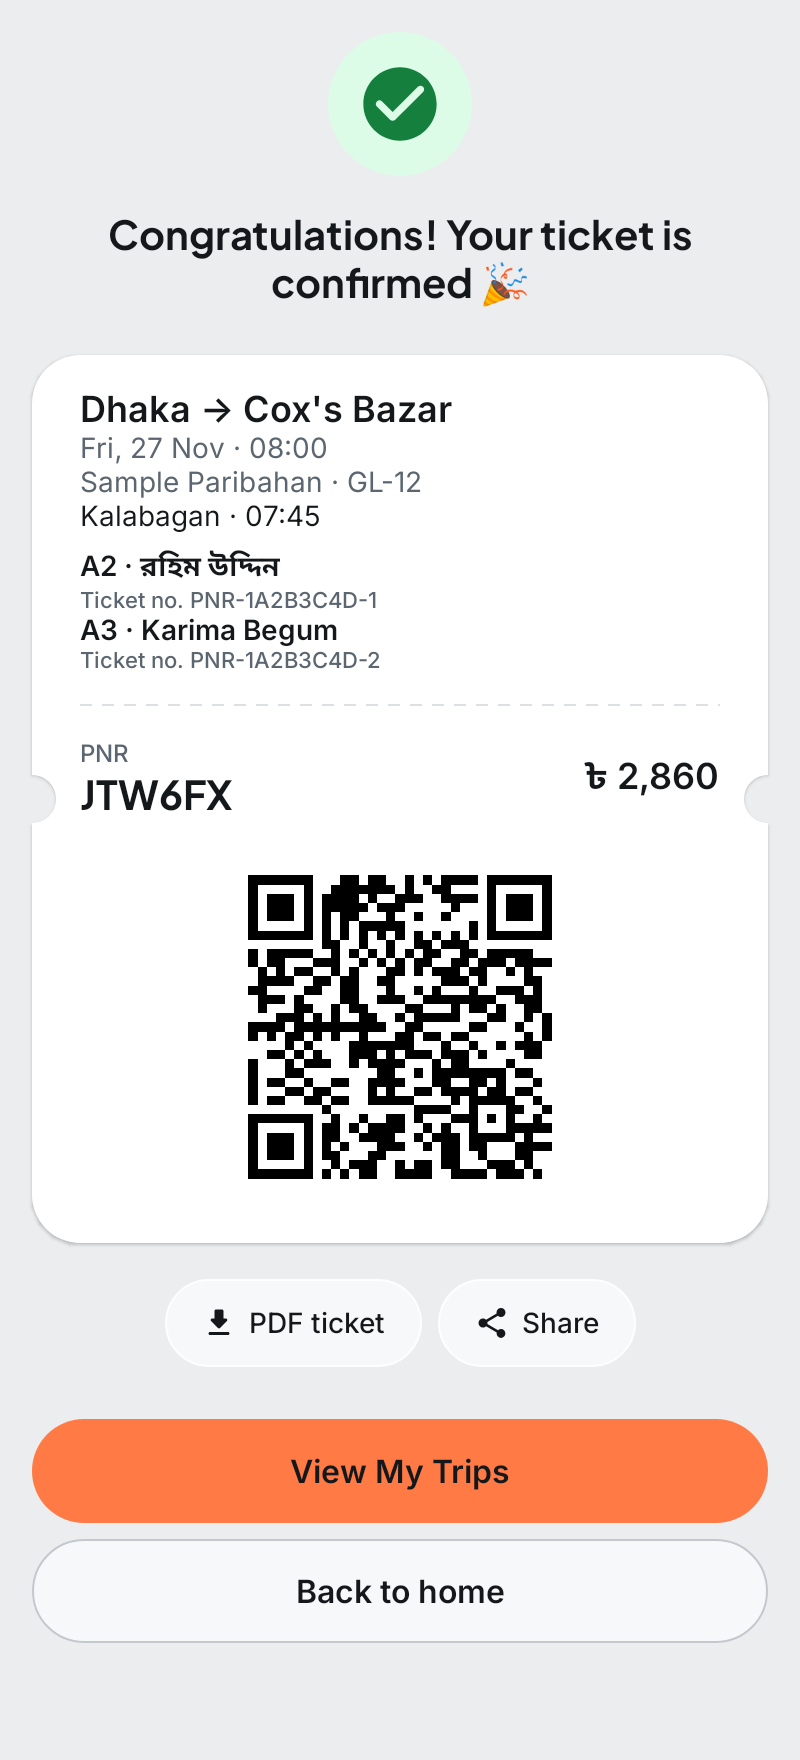 Congratulations! Your ticket is
confirmed 🎉
Dhaka → Cox's Bazar
Fri, 27 Nov · 08:00
Sample Paribahan · GL-12
Kalabagan · 07:45
A2 · রহিম উদ্দিন
Ticket no. PNR-1A2B3C4D-1
A3 · Karima Begum
Ticket no. PNR-1A2B3C4D-2
PNR
JTW6FX
৳ 2,860
PDF ticket
Share
View My Trips
Back to home